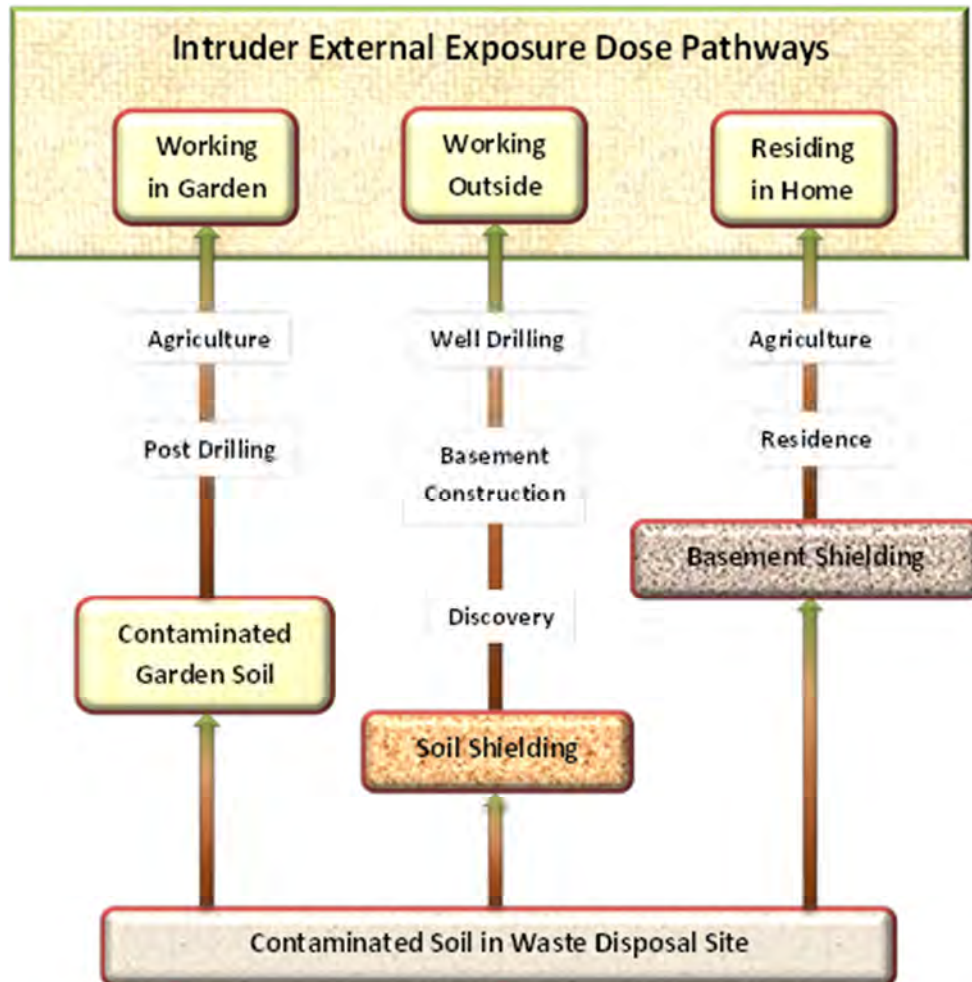 Intruder External Exposure Dose Pathways
Working
in Garden
Working
Outside
Residing
in Home
Agriculture
Well Drilling
Agriculture
Post Drilling
Basement
Construction
Residence
Basement Shielding
Contaminated
Garden Soil
Discovery
Soil Shielding
Contaminated Soil in Waste Disposal Site